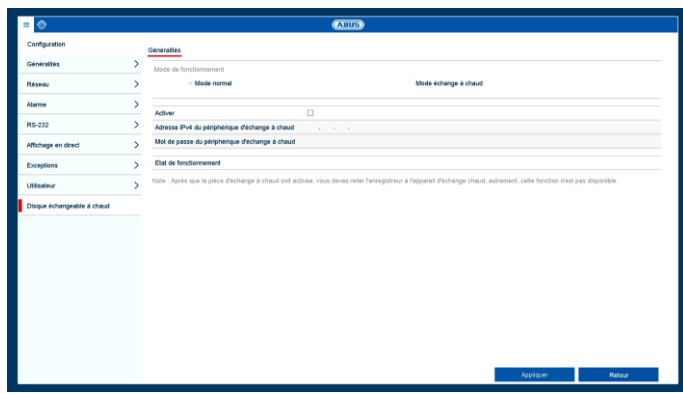 ABUS
Configuration
Généralités
Réseau
Alarme
RS-232
Affichage en direct
Exceptions
Utilisateur
Disque échangeable à chaud
Généralités
Mode de fonctionnement
Mode normal
Mode échange à chaud
Activer
Adresse IPv4 du périphérique d'échange à chaud . . .
Mot de passe du périphérique d'échange à chaud
État de fonctionnement
Note : Après que la pièce d'échange à chaud soit activée, vous devez relier l'enregistreur à l'appareil d'échange chaud, autrement, cette fonction n'est pas disponible.
Appliquer
Retour